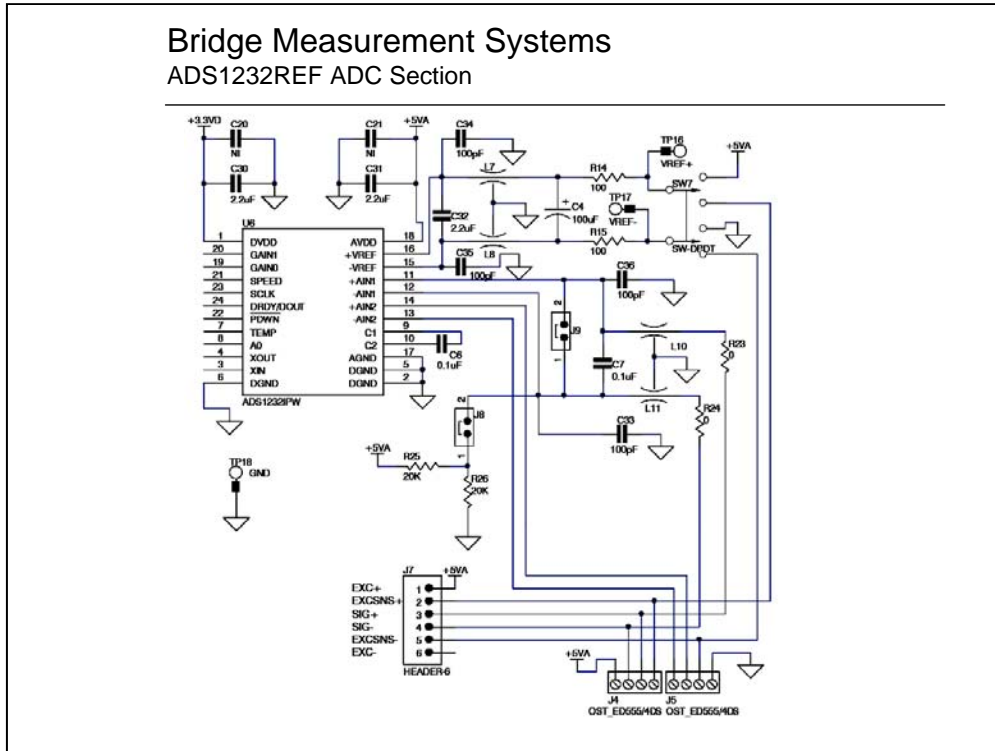 Bridge Measurement Systems
ADS1232REF ADC Section
+3.3VD
C20
NI
C30
2.2uF
C21
NI
+5VA
C31
2.2uF
C34
100pF
L7
C32
2.2uF
L8
C35
100pF
C4
100uF
+
R14
100
R15
100
TP16
VREF+
TP17
VREF-
SW7
SW-DPDT
+5VA
U6
1 DVDD AVDD 18
20 GAIN1 +VREF 16
19 GAIN0 -VREF 15
21 SPEED +AIN1 11
23 SCLK -AIN1 12
24 DRDY/DOUT +AIN2 14
22 PDWN -AIN2 13
7 TEMP C1 9
8 A0 C2 10
4 XOUT AGND 17
3 XIN DGND 5
6 DGND DGND 2
ADS1232IPW
C6
0.1uF
C36
100pF
2
J9
1
C7
0.1uF
L10
L11
R23
0
R24
0
C33
100pF
2
J8
1
+5VA
R25
20K
R26
20K
TP18
GND
J7
+5VA
EXC+ 1
EXCSNS+ 2
SIG+ 3
SIG- 4
EXCSNS- 5
EXC- 6
HEADER-6
+5VA
J4
OST_ED555/4DS
J5
OST_ED555/4DS